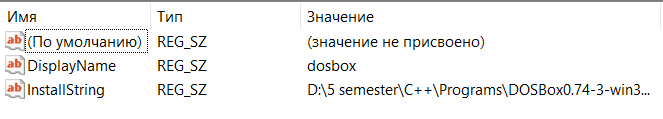 Имя Тип Значение
(По умолчанию) REG_SZ (значение не присвоено)
DisplayName REG_SZ dosbox
InstallString REG_SZ D:\5 semester\C++\Programs\DOSBox0.74-3-win3...